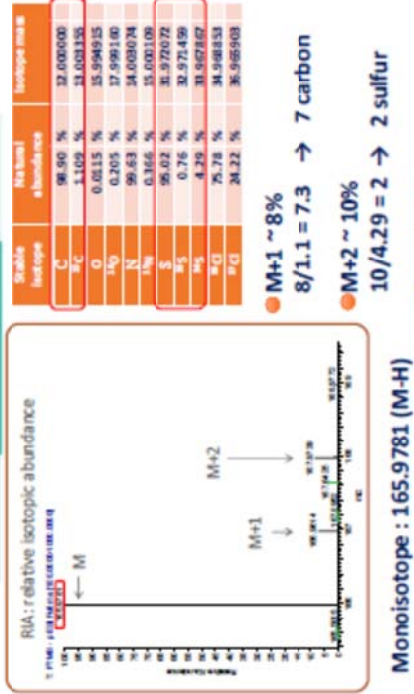 RIA: relative isotopic abundance
M
M+1
M+2
Stable isotope Natural abundance Isotope mass
C 98.90 % 12.000000
¹³C 1.109 % 13.003355
O 0.0115 % 15.994915
¹⁸O 0.205 % 17.999160
N 99.63 % 14.003074
¹⁵N 0.366 % 15.000109
S 95.02 % 31.972072
³³S 0.76 % 32.971459
³⁴S 4.29 % 33.967867
³⁵Cl 75.78 % 34.968853
³⁷Cl 24.22 % 36.965903
M+1 ~ 8%
8/1.1 = 7.3 → 7 carbon
M+2 ~ 10%
10/4.29 = 2 → 2 sulfur
Monoisotope : 165.9781 (M-H)